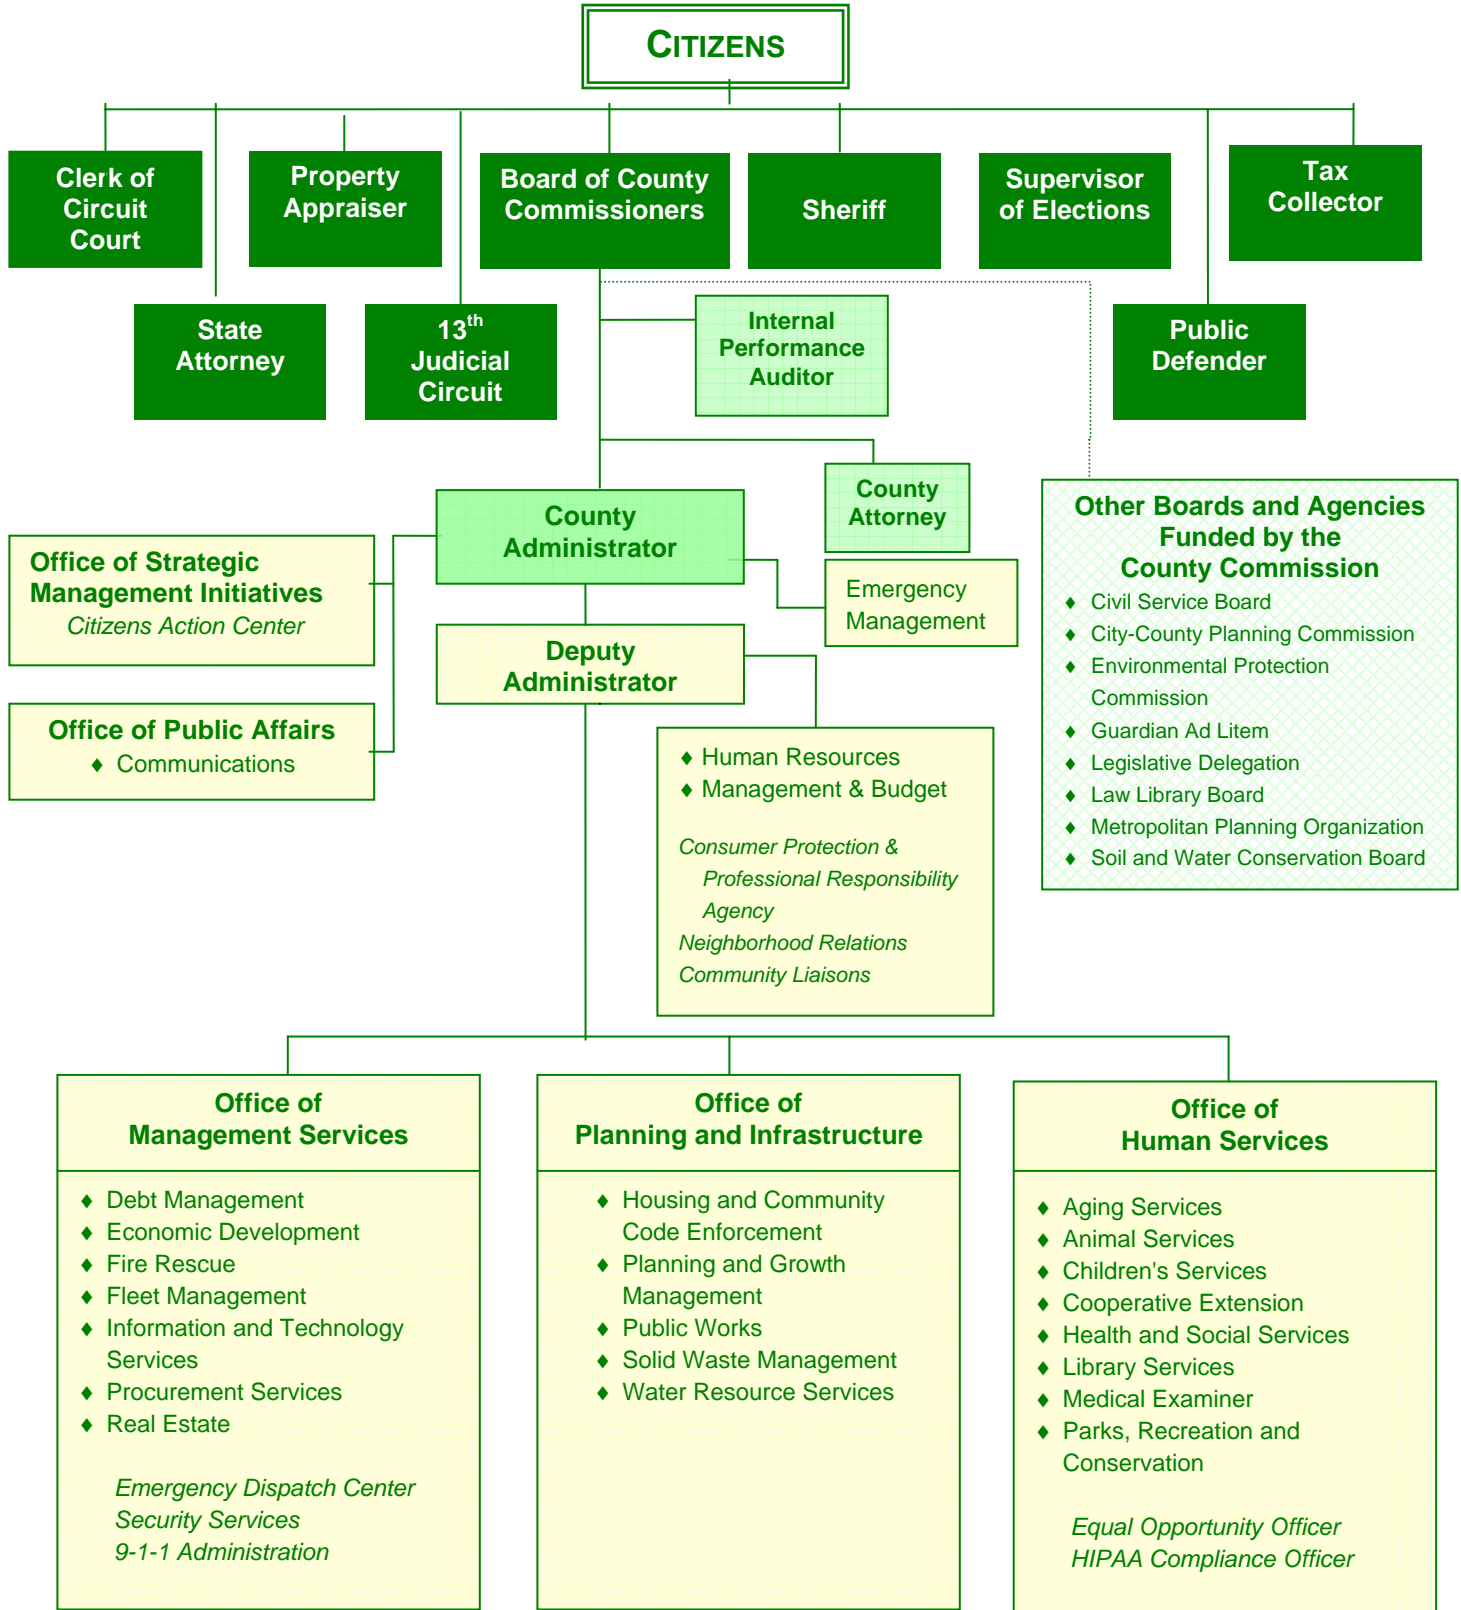 CITIZENS
Clerk of
Circuit
Court
Property
Appraiser
Board of County
Commissioners
Sheriff
Supervisor
of Elections
Tax
Collector
State
Attorney
13th
Judicial
Circuit
Internal
Performance
Auditor
Public
Defender
County
Attorney
County
Administrator
Office of Strategic
Management Initiatives
Citizens Action Center
Emergency
Management
Deputy
Administrator
Office of Public Affairs
♦ Communications
Other Boards and Agencies
Funded by the
County Commission
♦ Civil Service Board
♦ City-County Planning Commission
♦ Environmental Protection
Commission
♦ Guardian Ad Litem
♦ Legislative Delegation
♦ Law Library Board
♦ Metropolitan Planning Organization
♦ Soil and Water Conservation Board
♦ Human Resources
♦ Management & Budget
Consumer Protection &
Professional Responsibility
Agency
Neighborhood Relations
Community Liaisons
Office of
Management Services
♦ Debt Management
♦ Economic Development
♦ Fire Rescue
♦ Fleet Management
♦ Information and Technology
Services
♦ Procurement Services
♦ Real Estate
Emergency Dispatch Center
Security Services
9-1-1 Administration
Office of
Planning and Infrastructure
♦ Housing and Community
Code Enforcement
♦ Planning and Growth
Management
♦ Public Works
♦ Solid Waste Management
♦ Water Resource Services
Office of
Human Services
♦ Aging Services
♦ Animal Services
♦ Children's Services
♦ Cooperative Extension
♦ Health and Social Services
♦ Library Services
♦ Medical Examiner
♦ Parks, Recreation and
Conservation
Equal Opportunity Officer
HIPAA Compliance Officer